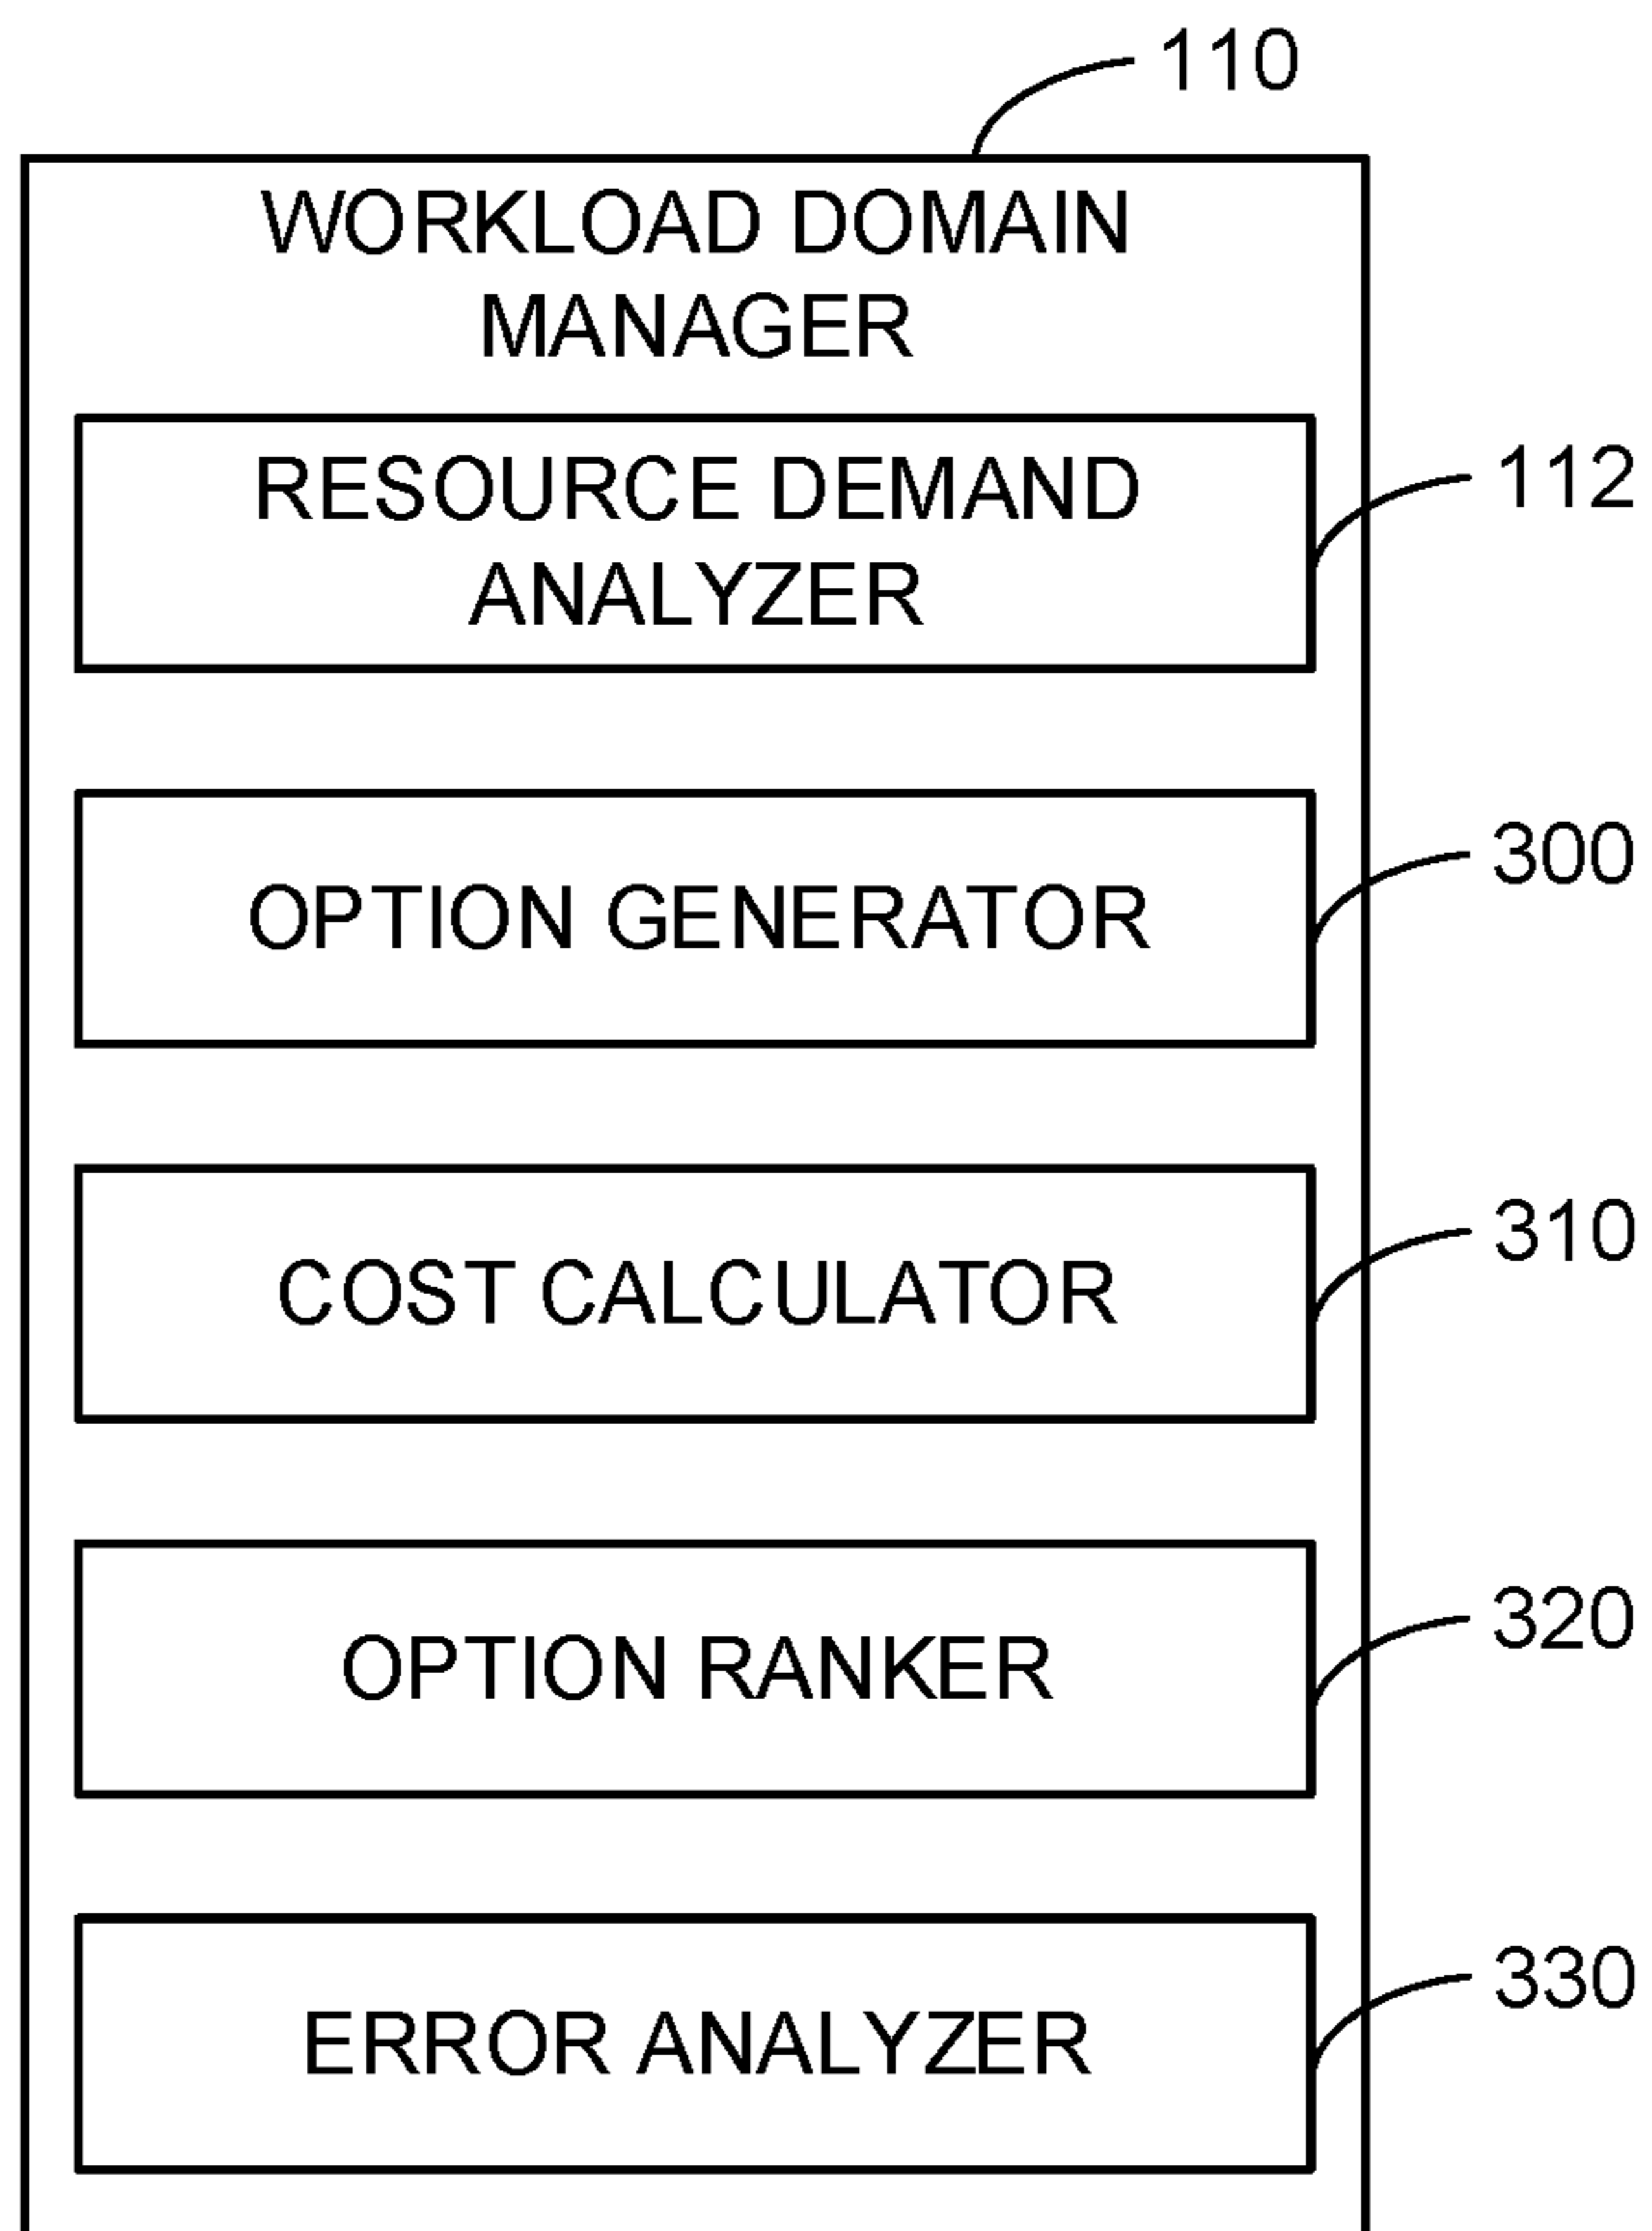 110
WORKLOAD DOMAIN
MANAGER
RESOURCE DEMAND
ANALYZER
112
OPTION GENERATOR
300
COST CALCULATOR
310
OPTION RANKER
320
ERROR ANALYZER
330